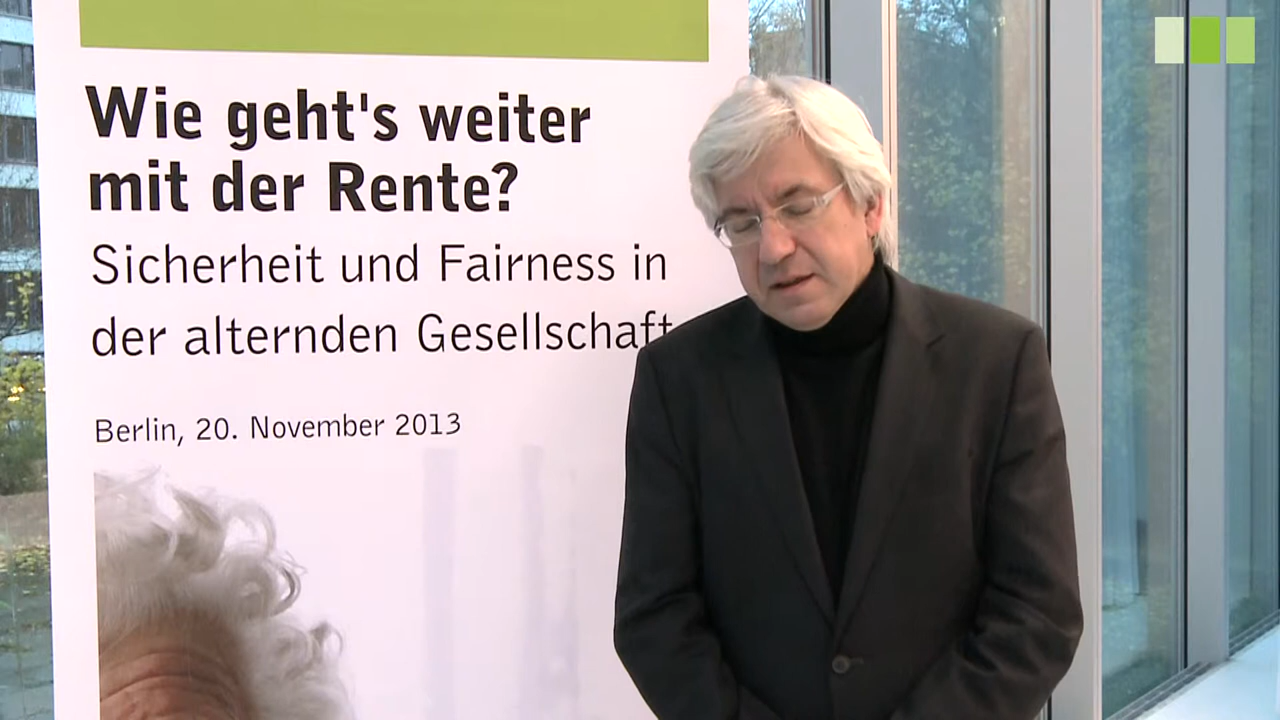 Wie geht's weiter
mit der Rente?
Sicherheit und Fairness in
der alternden Gesellschaft
Berlin, 20. November 2013